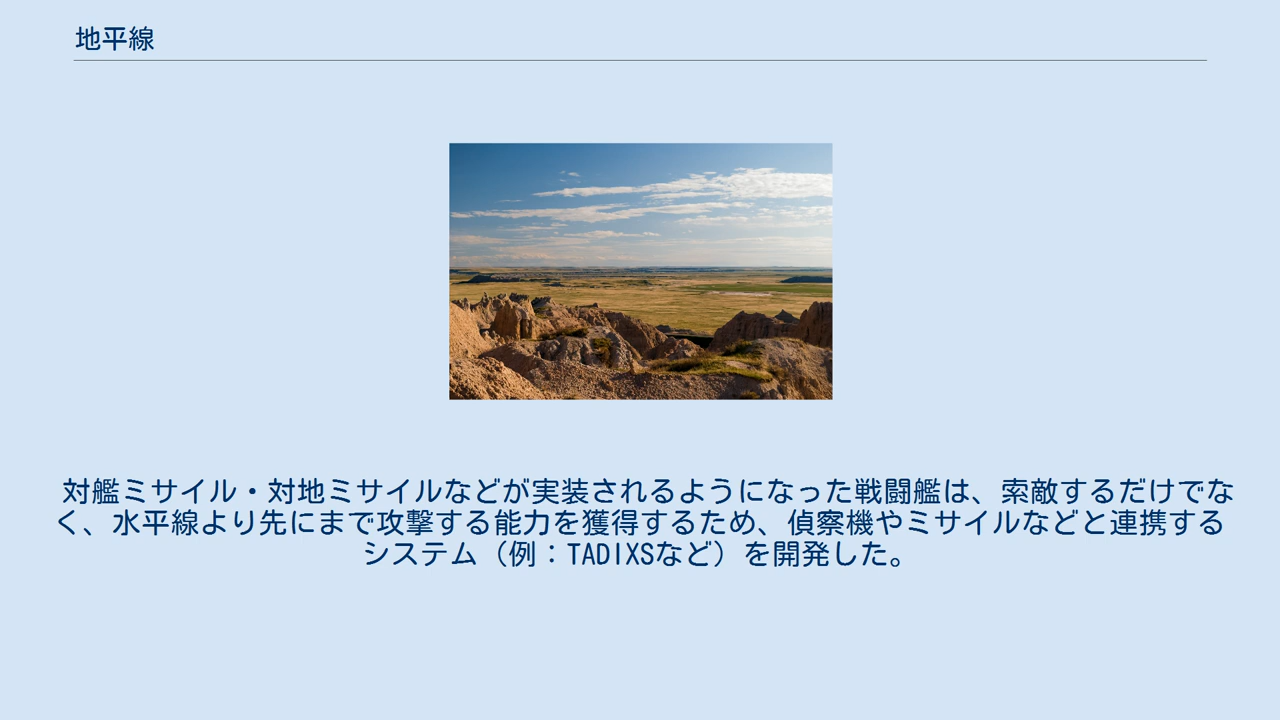 地平線
対艦ミサイル・対地ミサイルなどが実装されるようになった戦闘艦は、索敵するだけでな
く、水平線より先にまで攻撃する能力を獲得するため、偵察機やミサイルなどと連携する
システム（例：TADIXSなど）を開発した。